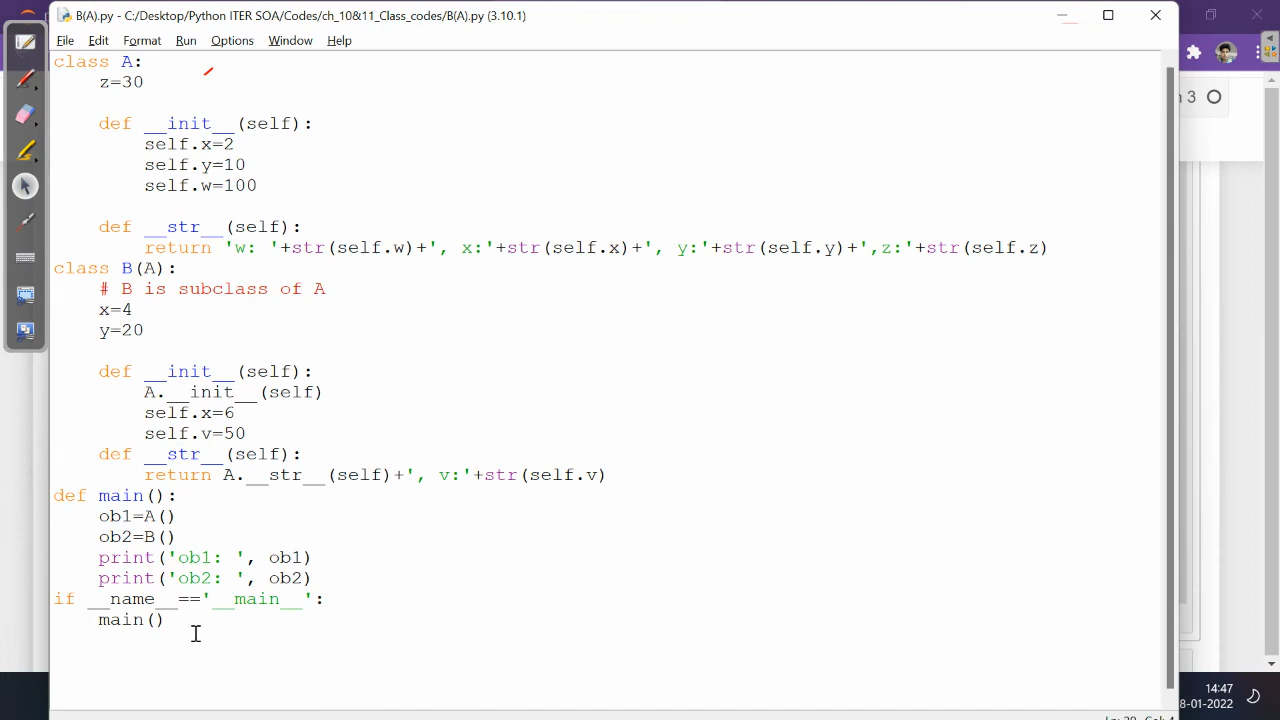 B(A).py - C:/Desktop/Python ITER SOA/Codes/ch_10&11_Class_codes/B(A).py (3.10.1)
File Edit Format Run Options Window Help
class A:
    z=30
    def __init__(self):
        self.x=2
        self.y=10
        self.w=100
    def __str__(self):
        return 'w: '+str(self.w)+', x:'+str(self.x)+', y:'+str(self.y)+',z:'+str(self.z)
class B(A):
    # B is subclass of A
    x=4
    y=20
    def __init__(self):
        A.__init__(self)
        self.x=6
        self.v=50
    def __str__(self):
        return A.__str__(self)+', v:'+str(self.v)
def main():
    ob1=A()
    ob2=B()
    print('ob1: ', ob1)
    print('ob2: ', ob2)
if __name__=='__main__':
    main()
3
14:47
8-01-2022